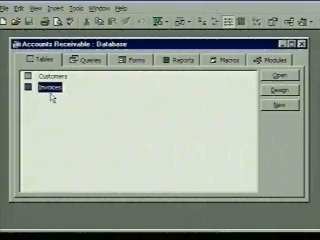 File Edit View Insert Tools Window Help
Accounts Receivable : Database
Tables Queries Forms Reports Macros Modules
Customers Open
Invoices Design
New